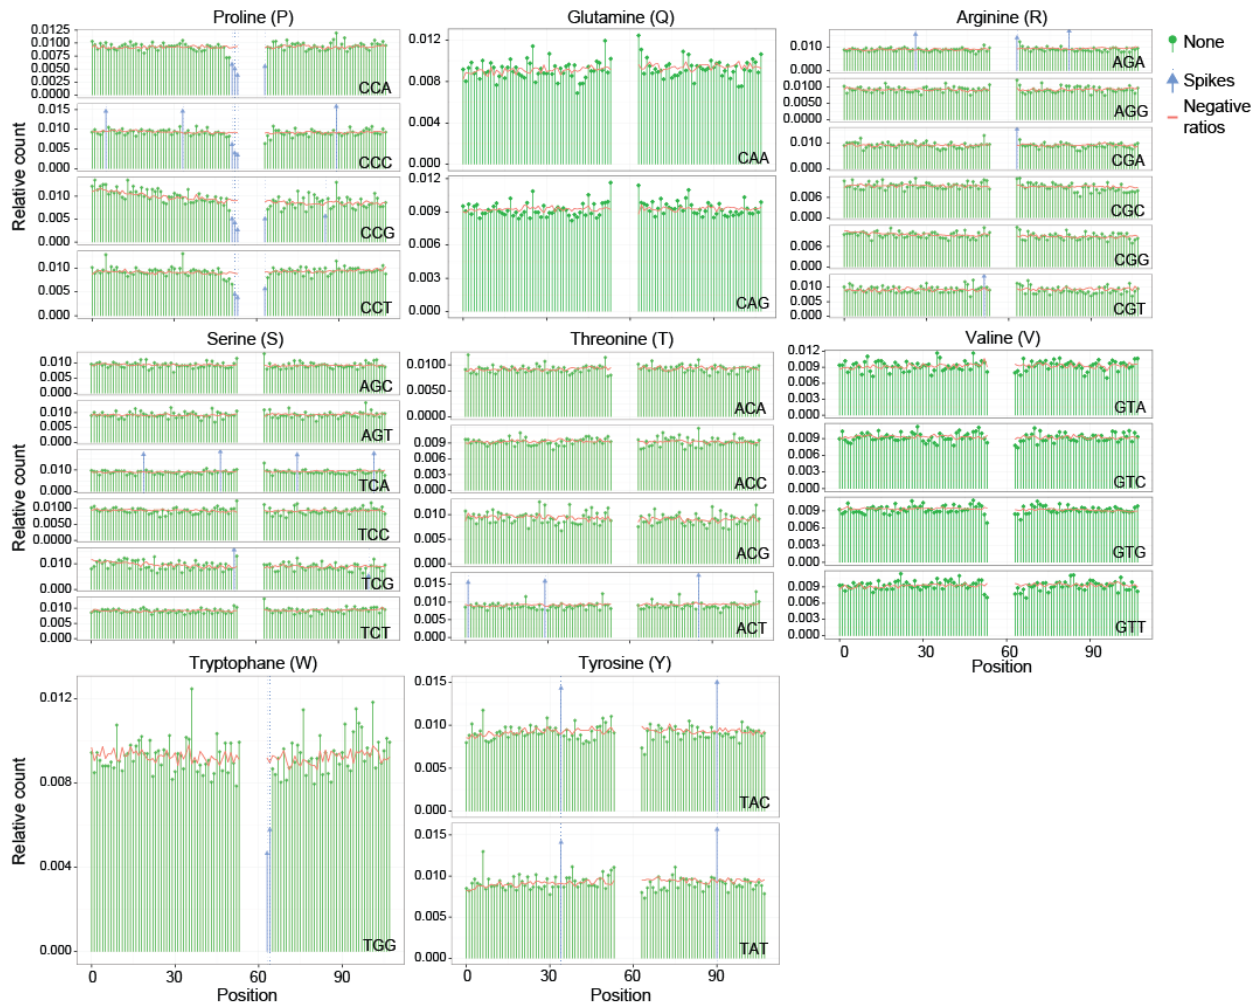 Proline (P)
0.0125
0.0100
0.0075
0.0050
0.0025
0.0000
CCA
0.015
0.010
0.005
0.000
CCC
0.010
0.005
0.000
CCG
0.010
0.005
0.000
CCT
Relative count
Glutamine (Q)
0.012
0.008
0.004
0.000
CAA
0.012
0.009
0.006
0.003
0.000
CAG
Arginine (R)
0.010
0.000
AGA
0.0100
0.0050
0.0000
AGG
0.010
0.000
CGA
0.006
0.000
CGC
0.006
0.000
CGG
0.010
0.005
0.000
CGT
0
30
60
90
None
Spikes
Negative
ratios
Serine (S)
0.010
0.005
0.000
AGC
0.010
0.005
0.000
AGT
0.010
0.000
TCA
0.0100
0.0050
0.0000
TCC
0.010
0.000
TCG
0.010
0.005
0.000
TCT
Relative count
Threonine (T)
0.0100
0.0050
0.0000
ACA
0.009
0.006
0.003
0.000
ACC
0.010
0.005
0.000
ACG
0.015
0.010
0.005
0.000
ACT
Valine (V)
0.012
0.009
0.006
0.003
0.000
GTA
0.009
0.006
0.003
0.000
GTC
0.009
0.006
0.003
0.000
GTG
0.009
0.006
0.003
0.000
GTT
0
30
60
90
Position
Tryptophane (W)
0.012
0.008
0.004
0.000
TGG
0
30
60
90
Position
Relative count
Tyrosine (Y)
0.015
0.010
0.005
0.000
TAC
0.015
0.010
0.005
0.000
TAT
0
30
60
90
Position